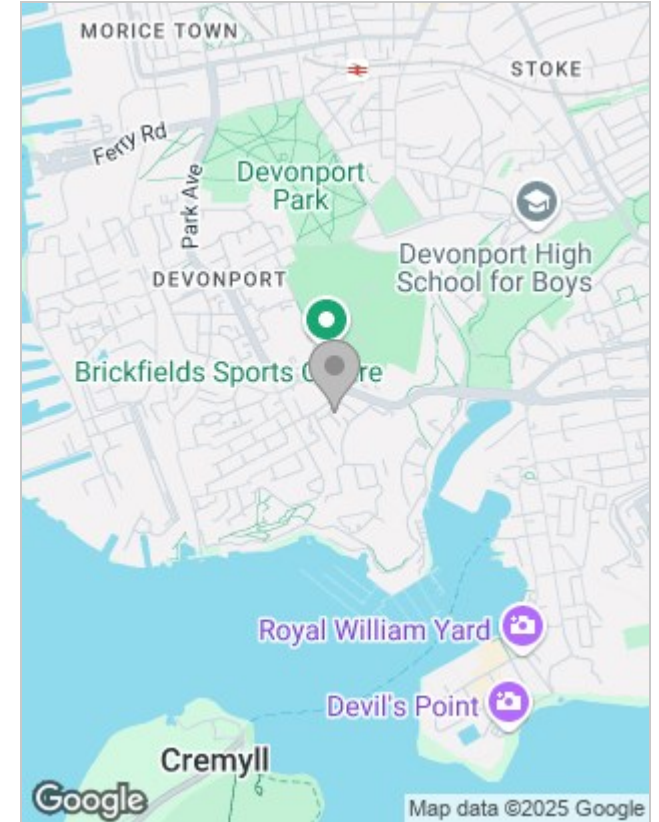 MORICE TOWN
STOKE
Ferry Rd
Devonport
Park
Park Ave
Devonport High
School for Boys
DEVONPORT
Brickfields Sports C tre
Royal William Yard
Devil's Point
Cremyll
Google
Map data ©2025 Google